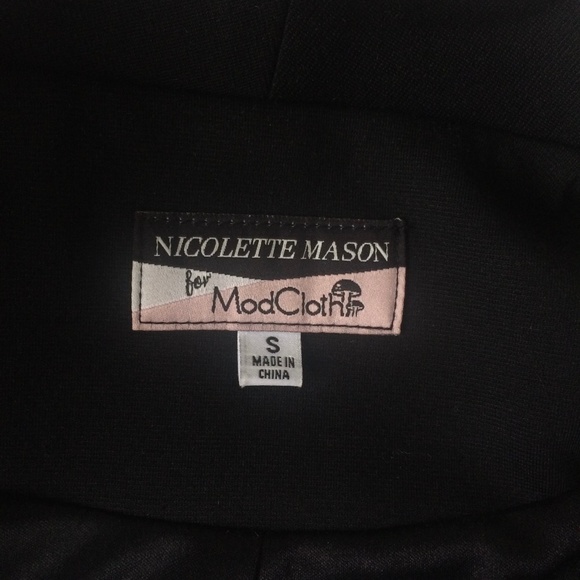 NICOLETTE MASON
for
ModCloth
S
MADE IN
CHINA